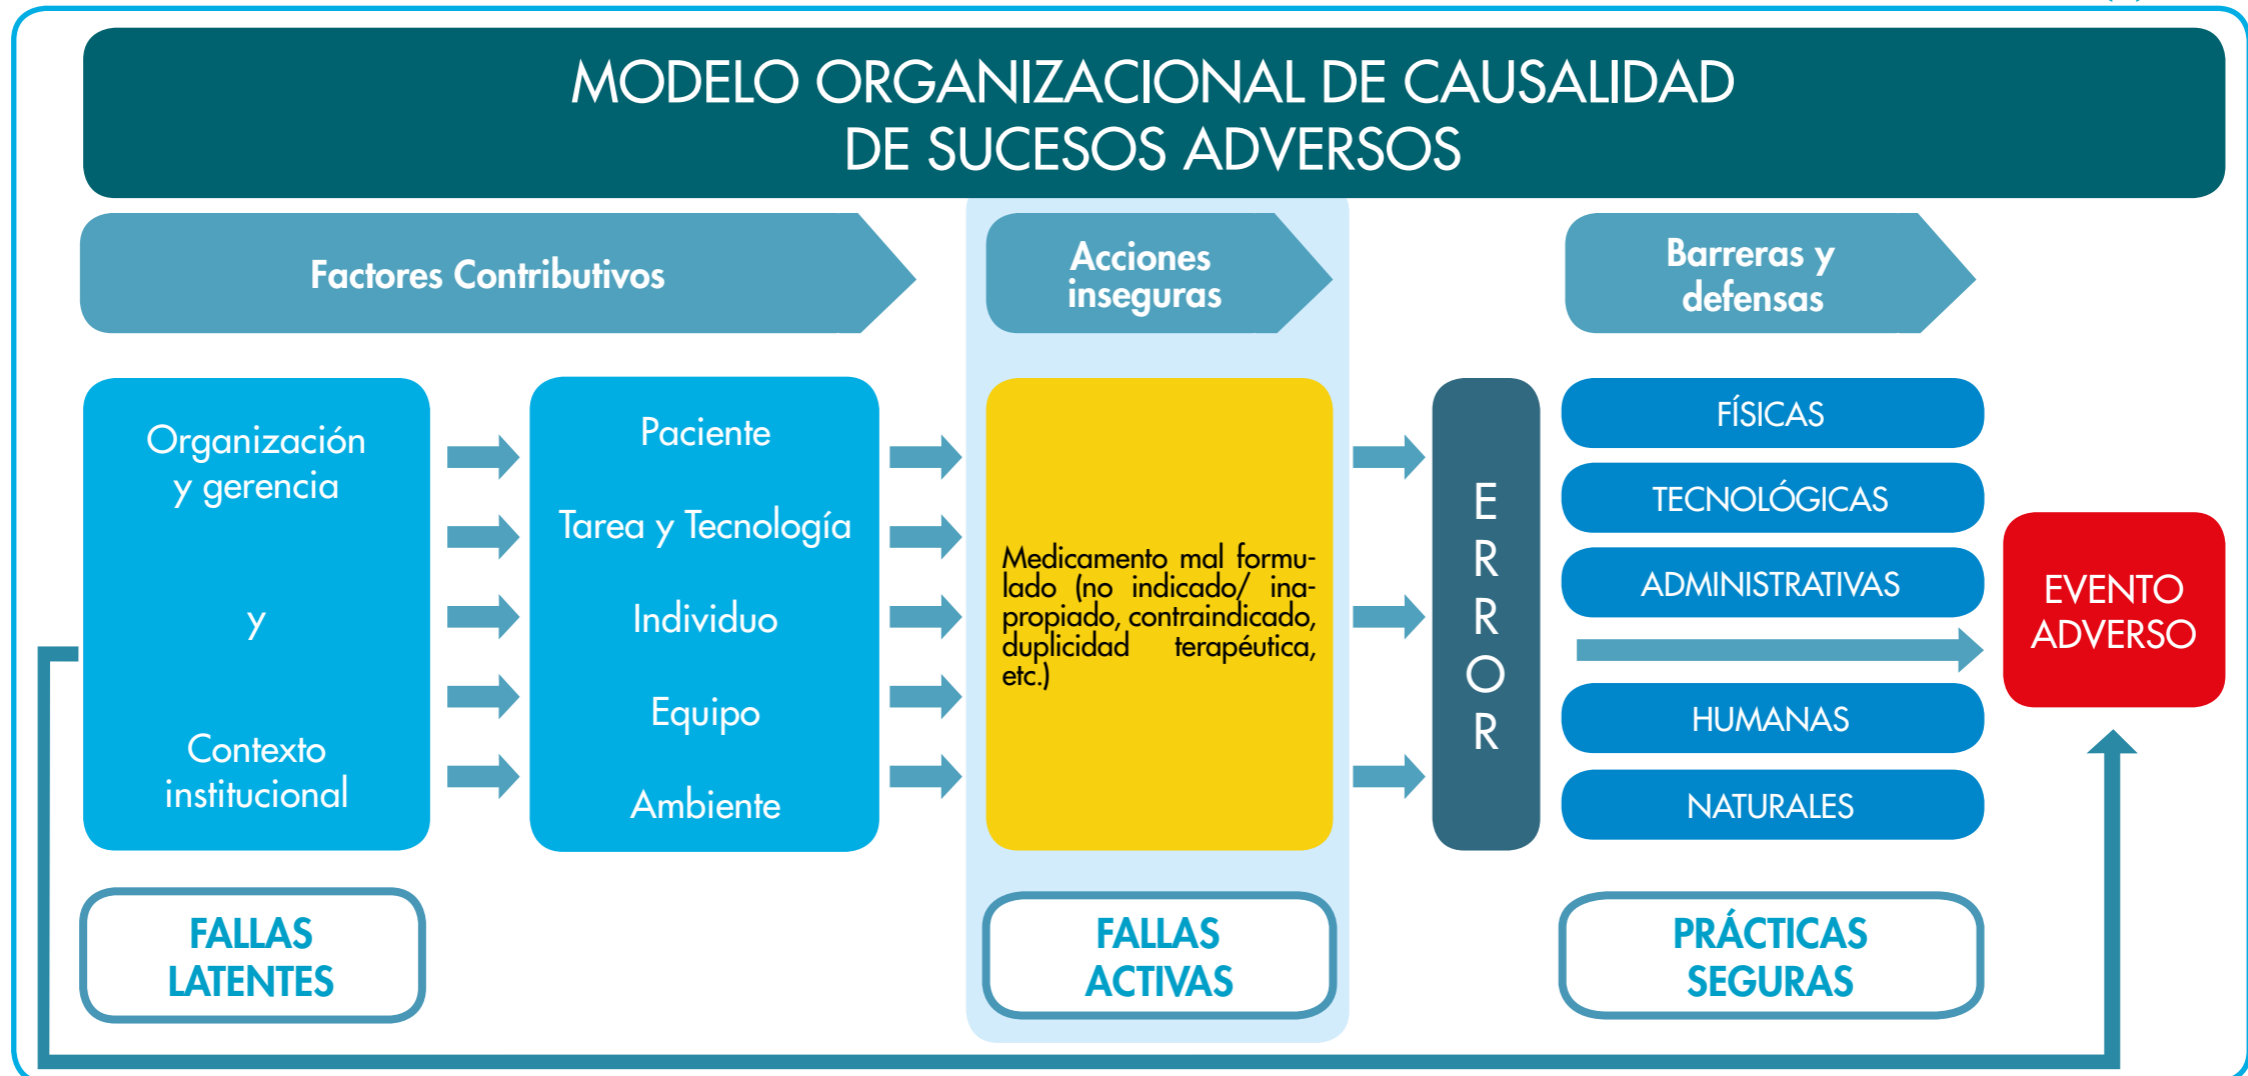 MODELO ORGANIZACIONAL DE CAUSALIDAD
DE SUCESOS ADVERSOS
Factores Contributivos
Acciones
inseguras
Barreras y
defensas
Organización
y gerencia
y
Contexto
institucional
Paciente
Tarea y Tecnología
Individuo
Equipo
Ambiente
Medicamento mal formu-
lado (no indicado/ ina-
propiado, contraindicado,
duplicidad terapéutica,
etc.)
E
R
R
O
R
FÍSICAS
TECNOLÓGICAS
ADMINISTRATIVAS
HUMANAS
NATURALES
EVENTO
ADVERSO
FALLAS
LATENTES
FALLAS
ACTIVAS
PRÁCTICAS
SEGURAS